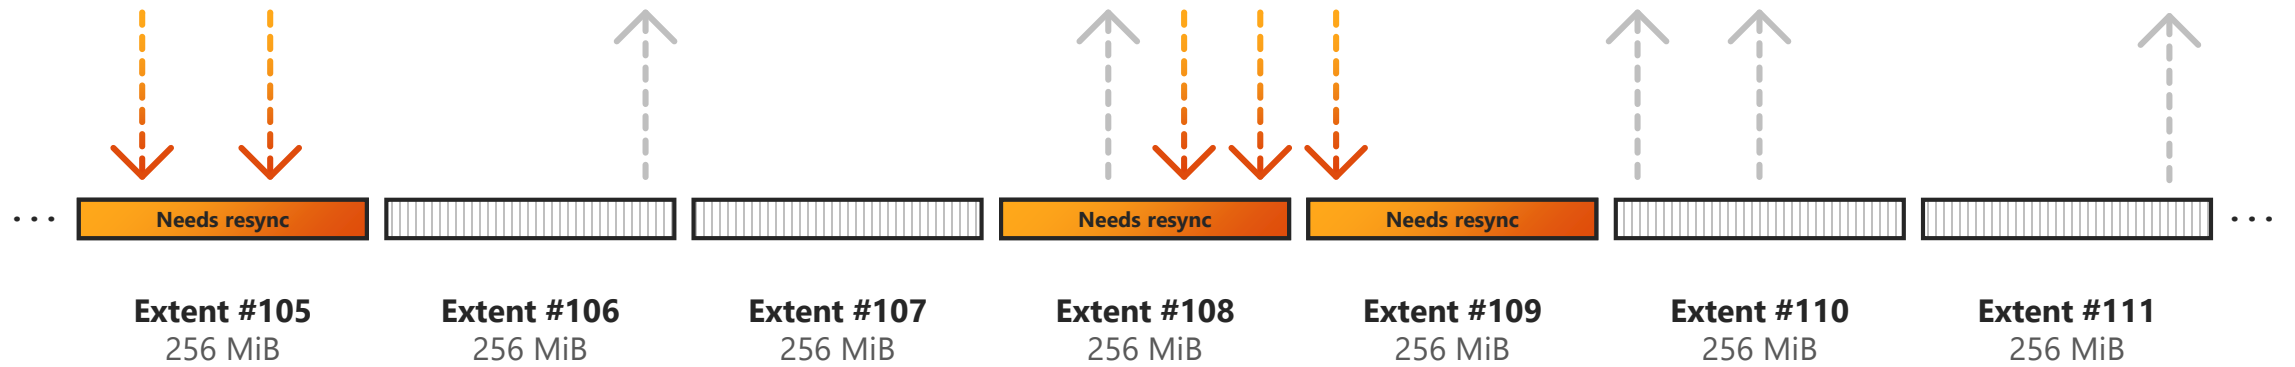 ... Needs resync Needs resync Needs resync ...
Extent #105 Extent #106 Extent #107 Extent #108 Extent #109 Extent #110 Extent #111
256 MiB 256 MiB 256 MiB 256 MiB 256 MiB 256 MiB 256 MiB